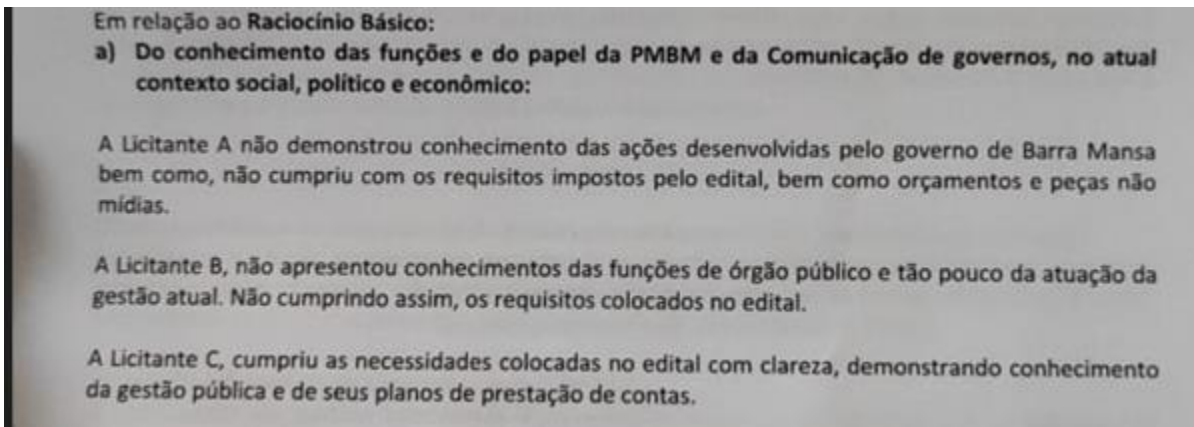 Em relação ao Raciocínio Básico:
a) Do conhecimento das funções e do papel da PMBM e da Comunicação de governos, no atual
contexto social, político e econômico:
A Licitante A não demonstrou conhecimento das ações desenvolvidas pelo governo de Barra Mansa
bem como, não cumpriu com os requisitos impostos pelo edital, bem como orçamentos e peças não
mídias.
A Licitante B, não apresentou conhecimentos das funções de órgão público e tão pouco da atuação da
gestão atual. Não cumprindo assim, os requisitos colocados no edital.
A Licitante C, cumpriu as necessidades colocadas no edital com clareza, demonstrando conhecimento
da gestão pública e de seus planos de prestação de contas.